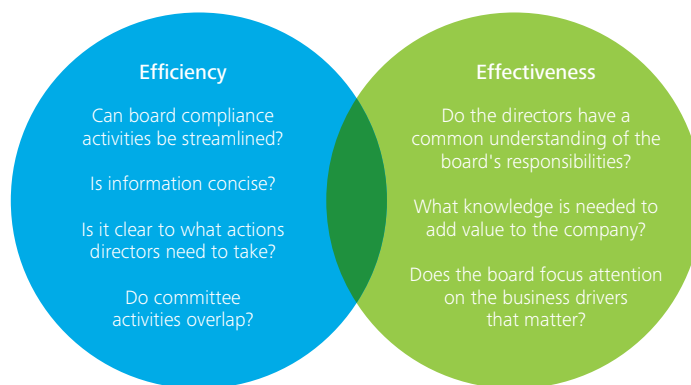 Efficiency
Can board compliance
activities be streamlined?
Is information concise?
Is it clear to what actions
directors need to take?
Do committee
activities overlap?
Effectiveness
Do the directors have a
common understanding of the
board's responsibilities?
What knowledge is needed to
add value to the company?
Does the board focus attention
on the business drivers
that matter?